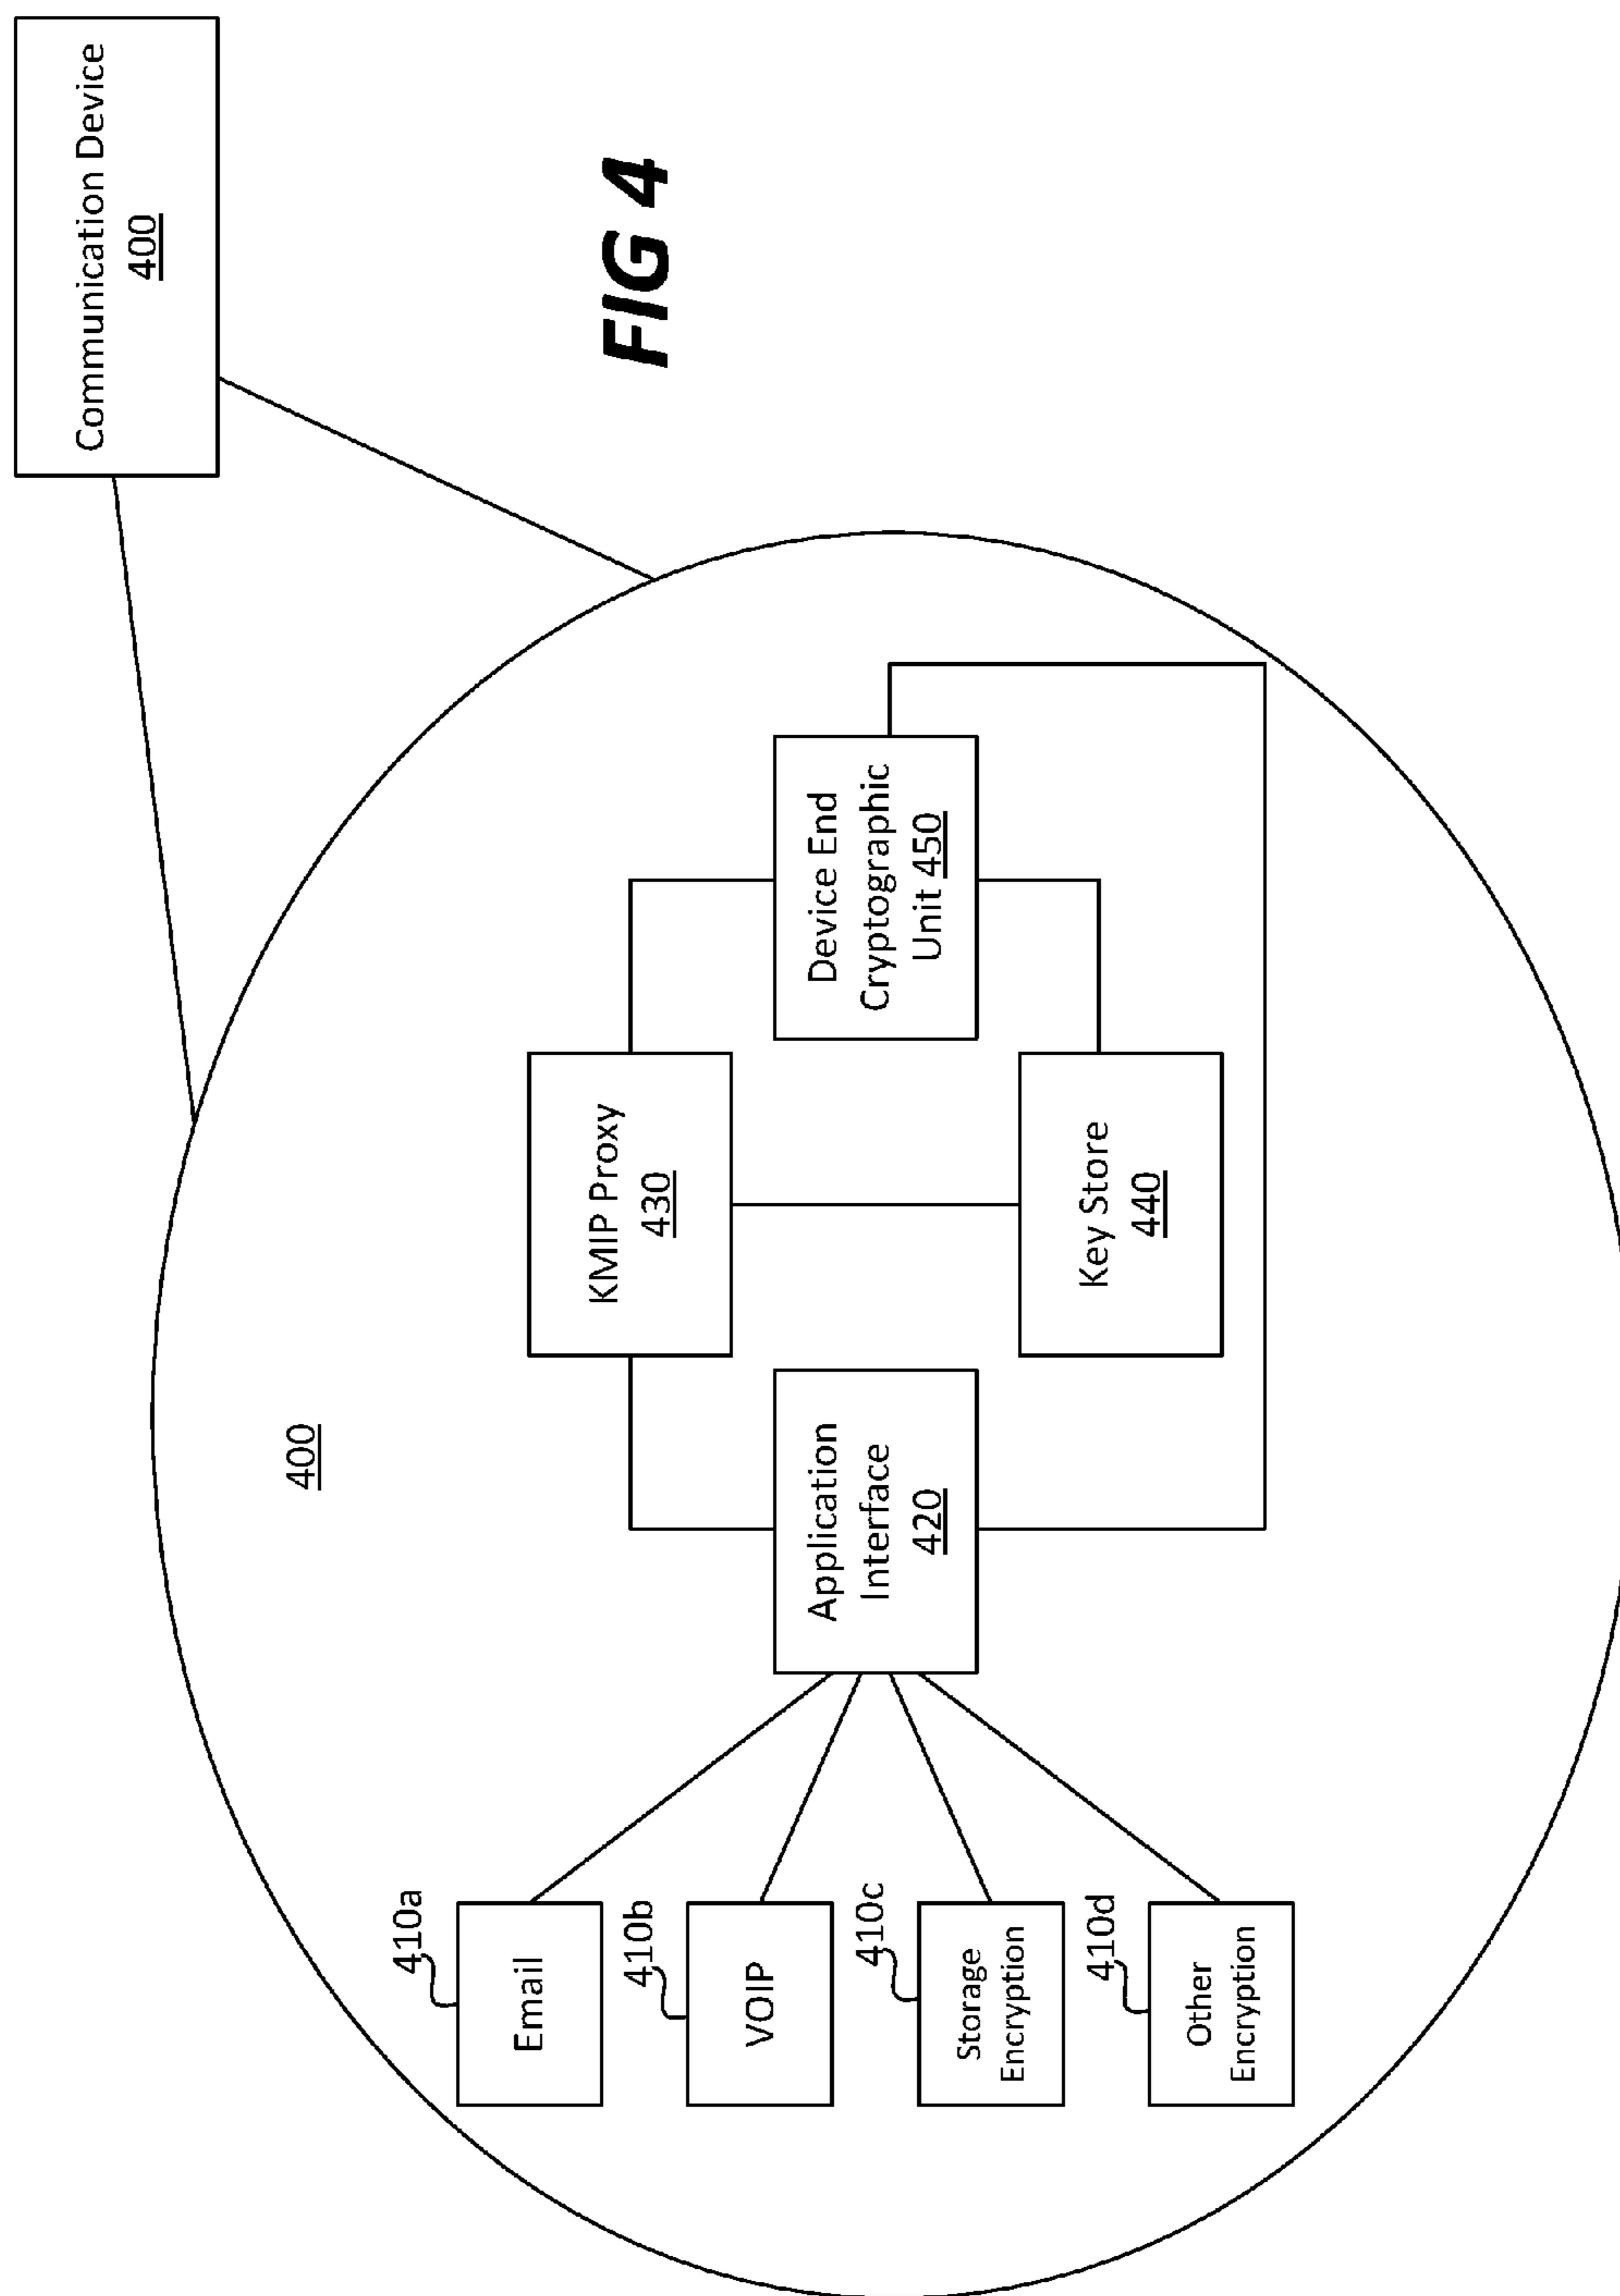 Communication Device
400
400
410a
Email
410b
VOIP
410c
Storage
Encryption
410d
Other
Encryption
Application
Interface
420
KMIP Proxy
430
Key Store
440
Device End
Cryptographic
Unit 450
FIG 4